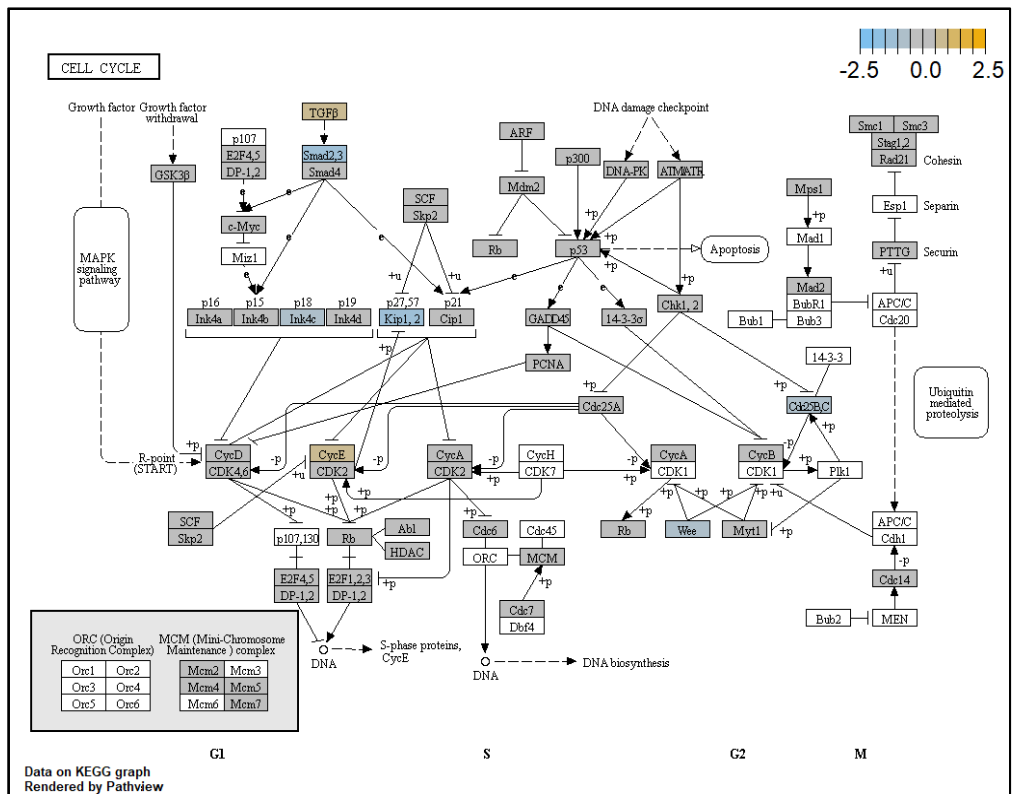 CELL CYCLE
-2.5 0.0 2.5
Growth factor
Growth factor
withdrawal
TGFβ
DNA damage checkpoint
p107
E2F4,5
DP-1,2
Smad2,3
Smad4
ARF
p300
DNA-PK
ATM/ATR
Smc1
Smc3
Stag1,2
Rad21
Cohesin
GSK3β
Mdm2
Mps1
Esp1
Separin
e
e
SCF
Skp2
c-Myc
+p
+p
+p
Mad1
Rb
p53
Apoptosis
PTTG
Securin
Miz1
MAPK
signaling
pathway
e
e
+u
+u
e
+p
+p
+u
e
e
Mad2
BubR1
Bub3
Bub1
APC/C
Cdc20
p16
p15
p18
p19
p27,57
p21
Ink4a
Ink4b
Ink4c
Ink4d
Kip1, 2
Cip1
GADD45
14-3-3σ
Chk1, 2
+p
PCNA
14-3-3
Ubiquitin
mediated
proteolysis
+p
+p
Cdc25A
Cdc25B,C
+p
R-point
(START)
+p
CycD
CDK4,6
-p
CycE
CDK2
-p
CycA
CDK2
-p
CycH
CDK7
-p
CycA
CDK1
CycB
CDK1
-p
+p
Plk1
+u
+p
+p
+p
+p
+p
+p
+p
+u
SCF
Skp2
p107,130
Rb
Abl
HDAC
+p
Cdc6
Cdc45
ORC
MCM
+p
Rb
Wee
Myt1
+p
APC/C
Cdh1
-p
E2F4,5
DP-1,2
E2F1,2,3
DP-1,2
+p
Cdc7
Dbf4
Cdc14
Bub2
MEN
ORC (Origin
Recognition Complex)
MCM (Mini-Chromosome
Maintenance ) complex
Orc1 Orc2 Mcm2 Mcm3
Orc3 Orc4 Mcm4 Mcm5
Orc5 Orc6 Mcm6 Mcm7
DNA
S-phase proteins,
CycE
DNA
DNA biosynthesis
G1 S G2 M
Data on KEGG graph
Rendered by Pathview